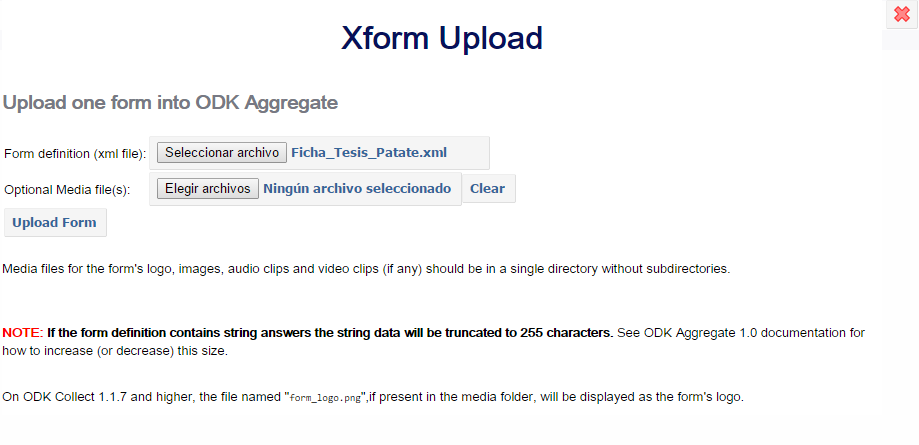 Xform Upload
Upload one form into ODK Aggregate
Form definition (xml file): Seleccionar archivo Ficha_Tesis_Patate.xml
Optional Media file(s): Elegir archivos Ningún archivo seleccionado Clear
Upload Form
Media files for the form's logo, images, audio clips and video clips (if any) should be in a single directory without subdirectories.
NOTE: If the form definition contains string answers the string data will be truncated to 255 characters. See ODK Aggregate 1.0 documentation for
how to increase (or decrease) this size.
On ODK Collect 1.1.7 and higher, the file named "form_logo.png",if present in the media folder, will be displayed as the form's logo.